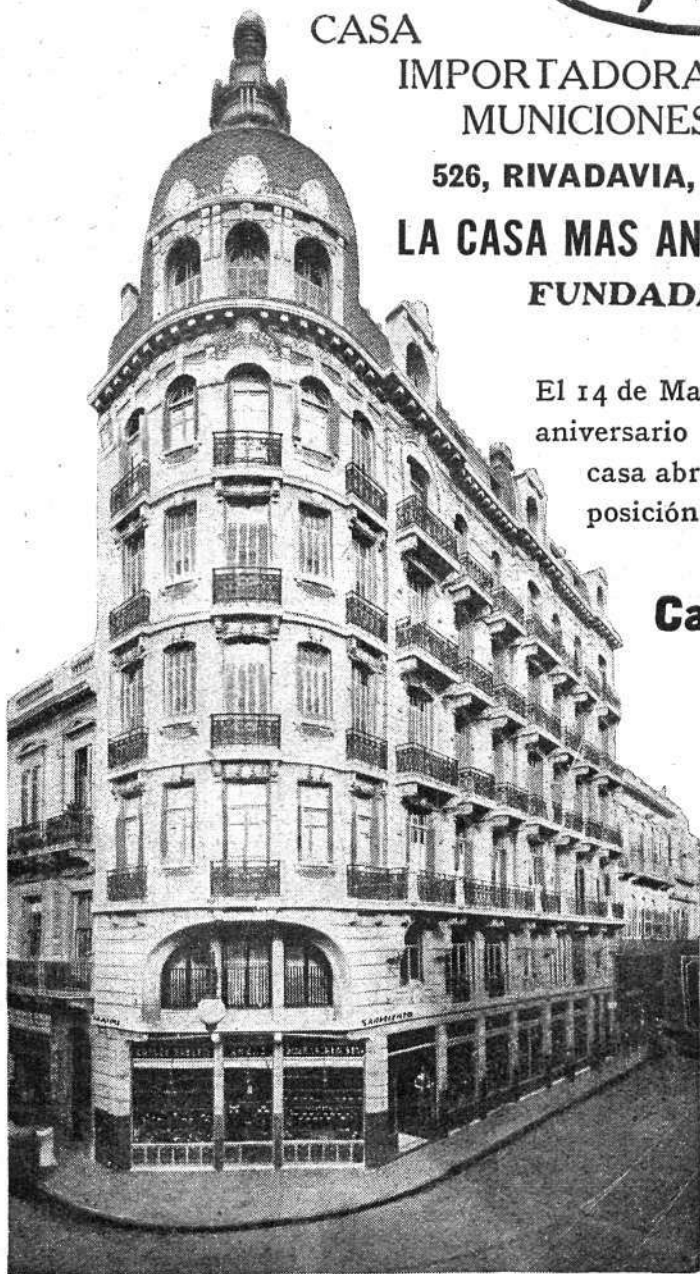 CASA
IMPORTADORA
MUNICIONES
526, RIVADAVIA,
LA CASA MAS AN
FUNDADA
El 14 de Ma
aniversario
casa abr
posición
Ca
SARMIENTO